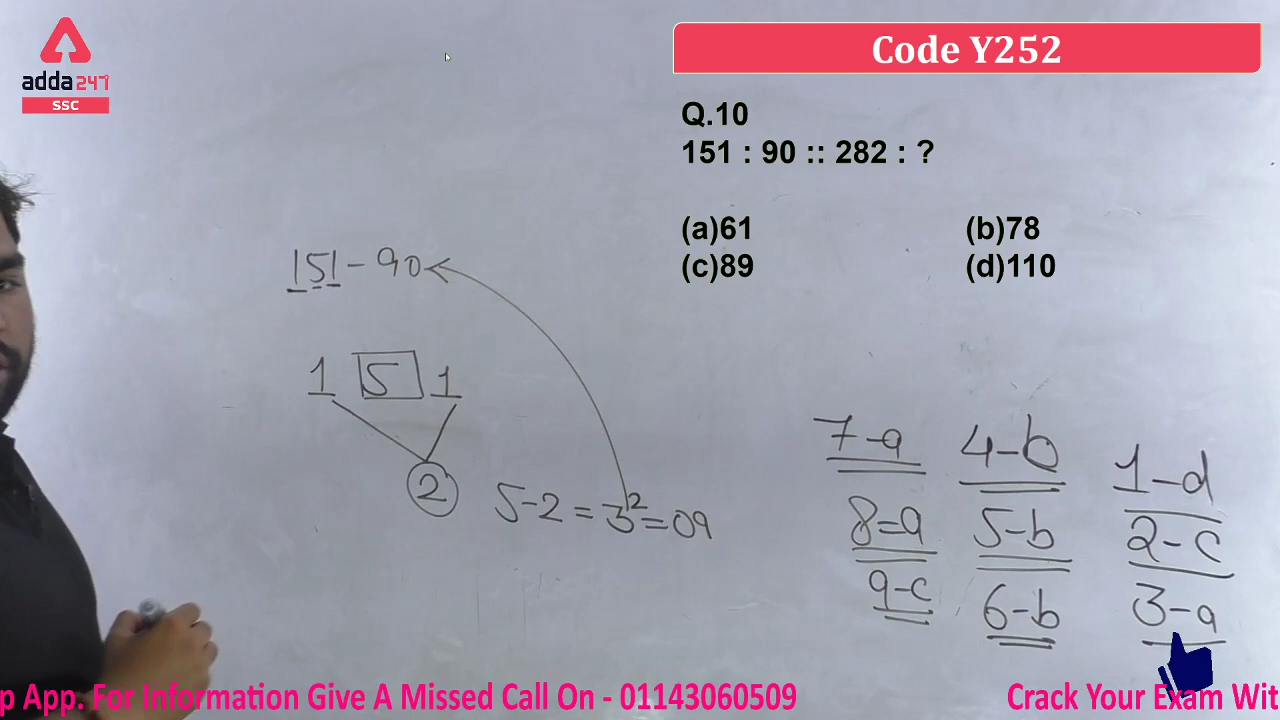 adda247
SSC
Code Y252
Q.10
151 : 90 :: 282 : ?
(a)61 (b)78
(c)89 (d)110
151 - 90
1 5 1
2
5-2 = 3²= 09
7-a 4-b 1-d
8=a 5-b 2-c
9-c 6-b 3-a
p App. For Information Give A Missed Call On - 01143060509 Crack Your Exam Wit